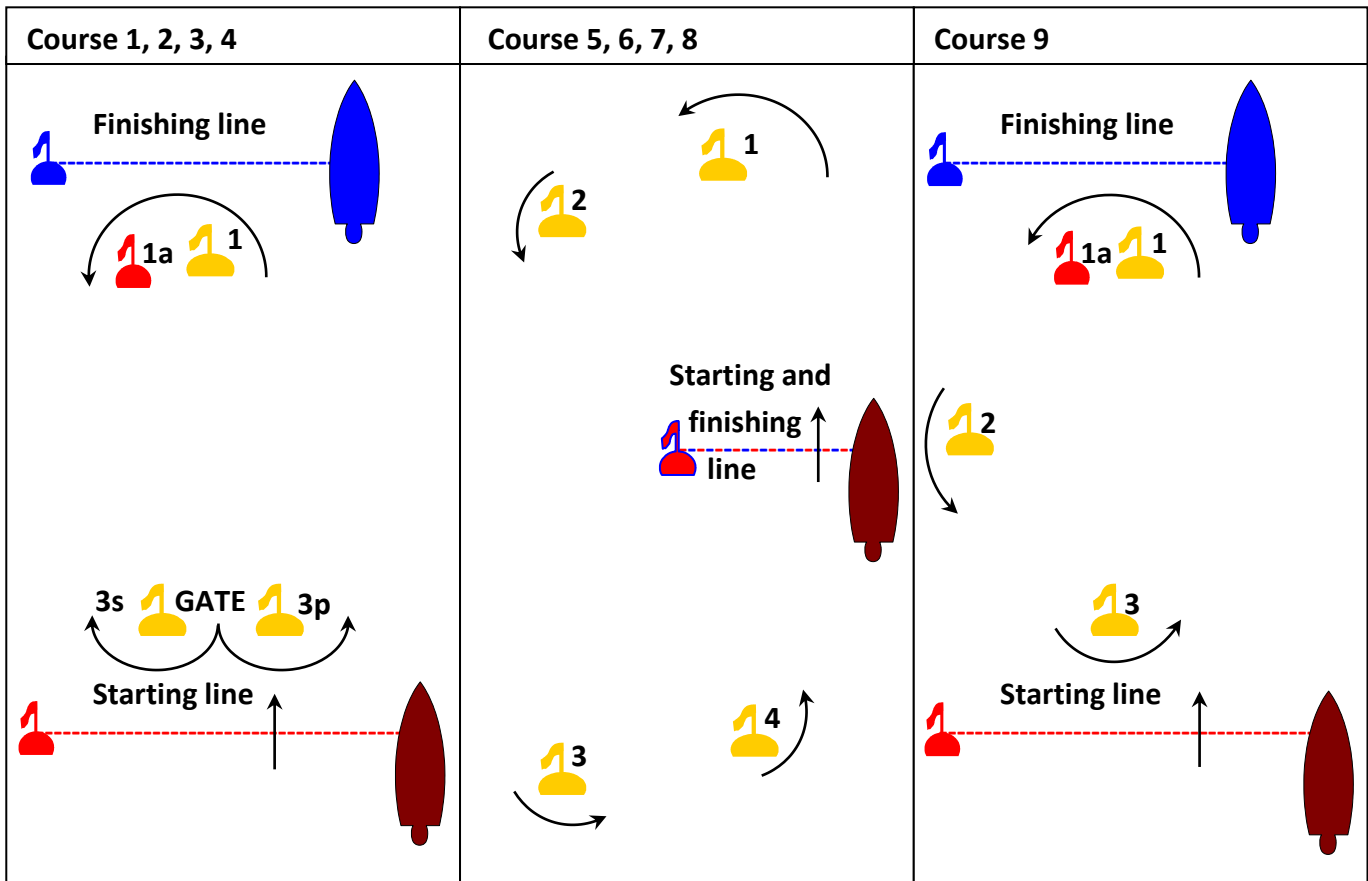 Course 1, 2, 3, 4
Finishing line
1a
1
3s
GATE
3p
Starting line
Course 5, 6, 7, 8
1
2
Starting and
finishing
line
4
3
Course 9
Finishing line
1a
1
2
3
Starting line